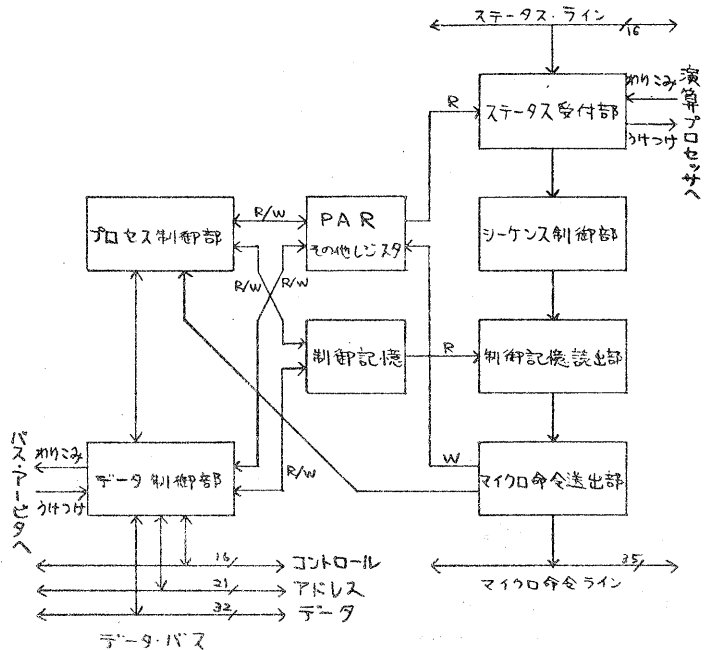 ステータス・ライン
16
わりこみ
ステータス受付部
うけつけ
演算プロセッサへ
R
プロセス制御部
R/W
PAR
その他レジスタ
シーケンス制御部
R/W
R/W
制御記憶
R
制御記憶読出部
わりこみ
データ制御部
うけつけ
バス・アービタへ
R/W
W
マイクロ命令送出部
16
コントロール
21
アドレス
32
データ
データ・バス
35
マイクロ命令ライン